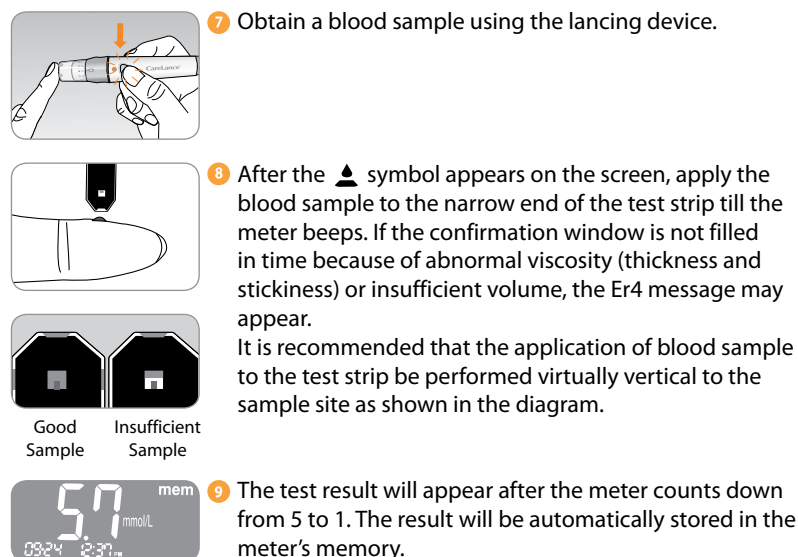 CareLance
7 Obtain a blood sample using the lancing device.
8 After the symbol appears on the screen, apply the
blood sample to the narrow end of the test strip till the
meter beeps. If the confirmation window is not filled
in time because of abnormal viscosity (thickness and
stickiness) or insufficient volume, the Er4 message may
appear.
It is recommended that the application of blood sample
to the test strip be performed virtually vertical to the
sample site as shown in the diagram.
Good
Sample
Insufficient
Sample
mem
5.7 mmol/L
09-24 12:37 PM
9 The test result will appear after the meter counts down
from 5 to 1. The result will be automatically stored in the
meter's memory.